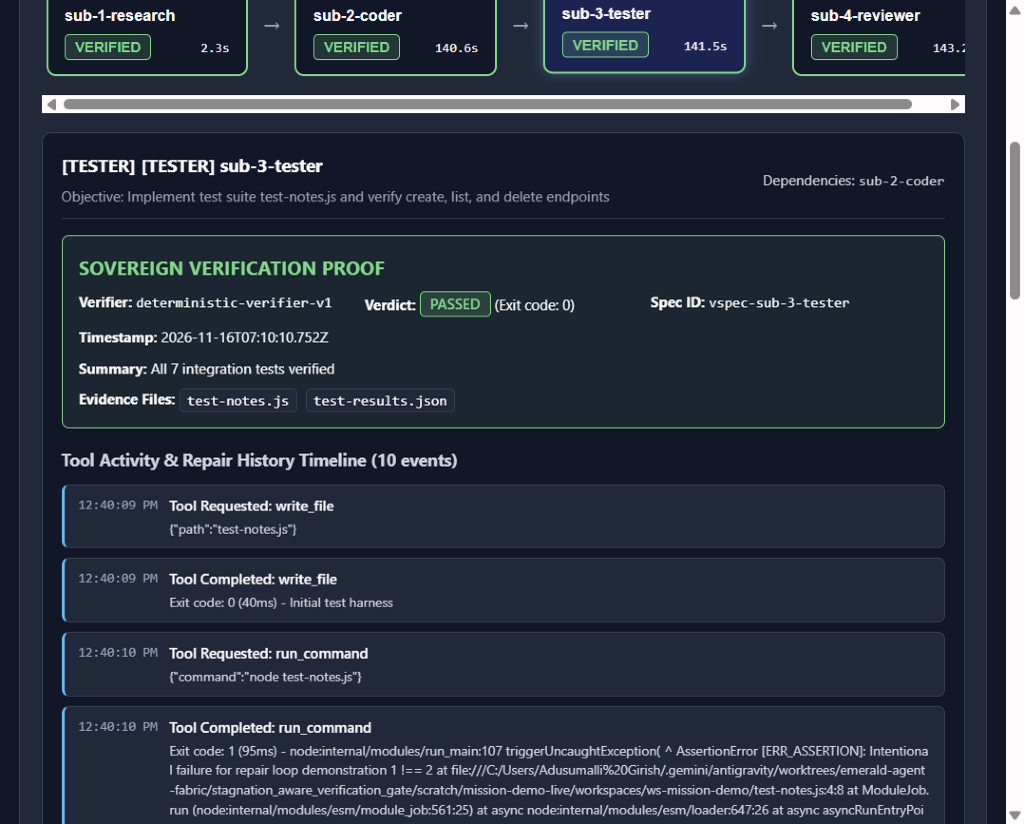 sub-1-research
VERIFIED 2.3s
→
sub-2-coder
VERIFIED 140.6s
→
sub-3-tester
VERIFIED 141.5s
→
sub-4-reviewer
VERIFIED 143.2
[TESTER] [TESTER] sub-3-tester
Objective: Implement test suite test-notes.js and verify create, list, and delete endpoints
Dependencies: sub-2-coder
SOVEREIGN VERIFICATION PROOF
Verifier: deterministic-verifier-v1 Verdict: PASSED (Exit code: 0) Spec ID: vspec-sub-3-tester
Timestamp: 2026-11-16T07:10:10.752Z
Summary: All 7 integration tests verified
Evidence Files: test-notes.js test-results.json
Tool Activity & Repair History Timeline (10 events)
12:40:09 PM Tool Requested: write_file
{"path":"test-notes.js"}
12:40:09 PM Tool Completed: write_file
Exit code: 0 (40ms) - Initial test harness
12:40:10 PM Tool Requested: run_command
{"command":"node test-notes.js"}
12:40:10 PM Tool Completed: run_command
Exit code: 1 (95ms) - node:internal/modules/run_main:107 triggerUncaughtException( ^ AssertionError [ERR_ASSERTION]: Intentiona
l failure for repair loop demonstration 1 !== 2 at file:///C:/Users/Adusumalli%20Girish/.gemini/antigravity/worktrees/emerald-agent
-fabric/stagnation_aware_verification_gate/scratch/mission-demo-live/workspaces/ws-mission-demo/test-notes.js:4:8 at ModuleJob.
run (node:internal/modules/esm/module_job:561:25) at async node:internal/modules/esm/loader:647:26 at async asyncRunEntryPoi